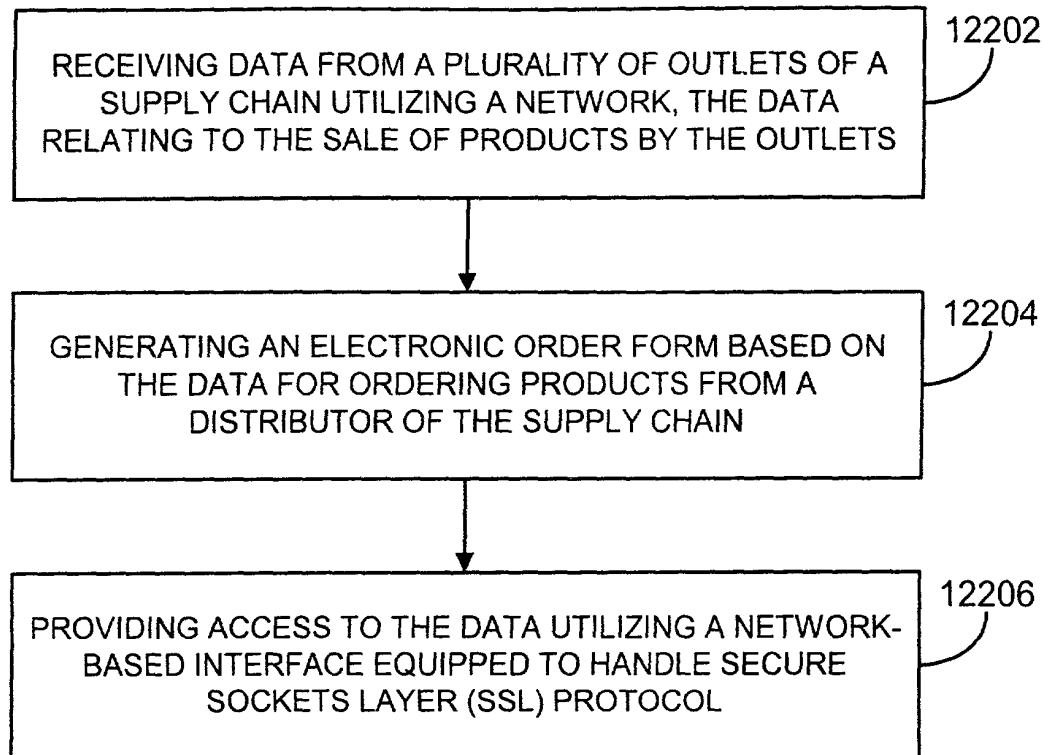 12202
RECEIVING DATA FROM A PLURALITY OF OUTLETS OF A
SUPPLY CHAIN UTILIZING A NETWORK, THE DATA
RELATING TO THE SALE OF PRODUCTS BY THE OUTLETS
12204
GENERATING AN ELECTRONIC ORDER FORM BASED ON
THE DATA FOR ORDERING PRODUCTS FROM A
DISTRIBUTOR OF THE SUPPLY CHAIN
12206
PROVIDING ACCESS TO THE DATA UTILIZING A NETWORK-
BASED INTERFACE EQUIPPED TO HANDLE SECURE
SOCKETS LAYER (SSL) PROTOCOL